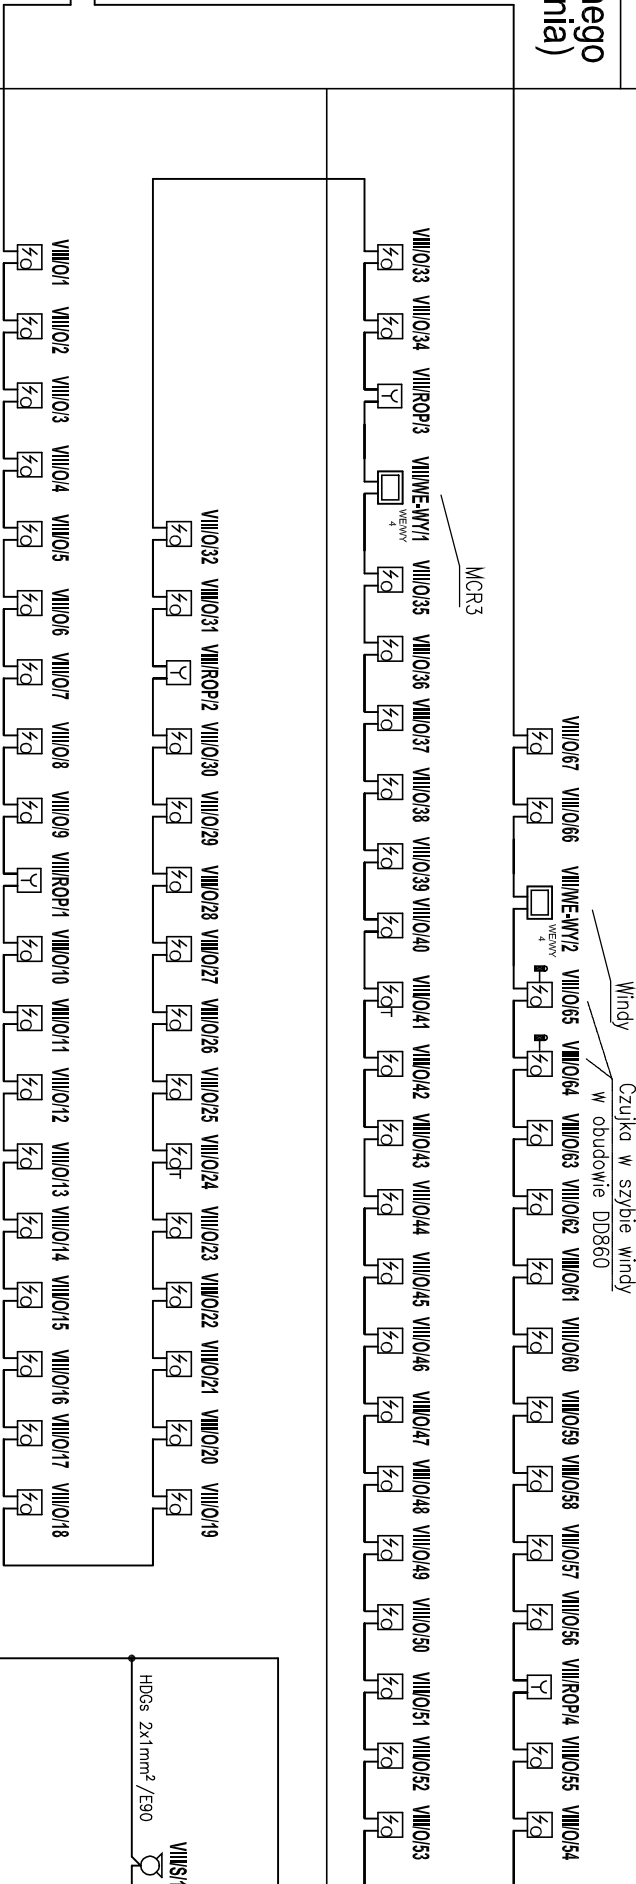 nego
nia)
Windy
Czujka w szybie windy
w obudowie DD860
VIII/O/67
VIII/O/66
VIII/WE-WY/2
VIII/O/65
VIII/O/64
VIII/O/63
VIII/O/62
VIII/O/61
VIII/O/60
VIII/O/59
VIII/O/58
VIII/O/57
VIII/O/56
VIII/ROP/4
VIII/O/55
VIII/O/54
WE/WY
4
MCR3
VIII/O/33
VIII/O/34
VIII/ROP/3
VIII/WE-WY/1
VIII/O/35
VIII/O/36
VIII/O/37
VIII/O/38
VIII/O/39
VIII/O/40
VIII/O/41
VIII/O/42
VIII/O/43
VIII/O/44
VIII/O/45
VIII/O/46
VIII/O/47
VIII/O/48
VIII/O/49
VIII/O/50
VIII/O/51
VIII/O/52
VIII/O/53
WE/WY
4
T
VIII/O/32
VIII/O/31
VIII/ROP/2
VIII/O/30
VIII/O/29
VIII/O/28
VIII/O/27
VIII/O/26
VIII/O/25
VIII/O/24
VIII/O/23
VIII/O/22
VIII/O/21
VIII/O/20
VIII/O/19
T
VIII/O/1
VIII/O/2
VIII/O/3
VIII/O/4
VIII/O/5
VIII/O/6
VIII/O/7
VIII/O/8
VIII/O/9
VIII/ROP/1
VIII/O/10
VIII/O/11
VIII/O/12
VIII/O/13
VIII/O/14
VIII/O/15
VIII/O/16
VIII/O/17
VIII/O/18
HDGs 2x1mm² /E90
VIII/S/1